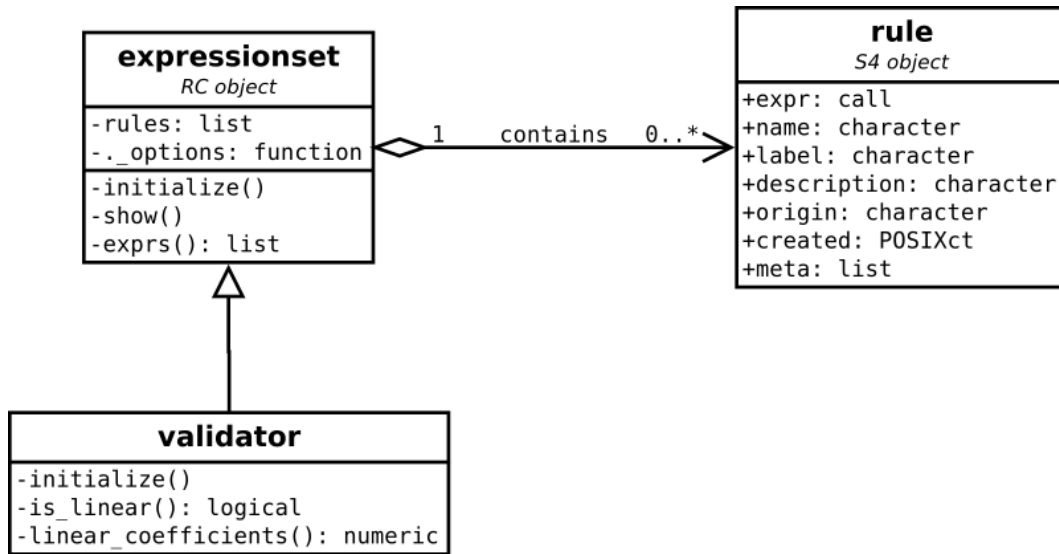 expressionset
RC object
-rules: list
-._options: function
-initialize()
-show()
-exprs(): list
1 contains 0..*
rule
S4 object
+expr: call
+name: character
+label: character
+description: character
+origin: character
+created: POSIXct
+meta: list
validator
-initialize()
-is_linear(): logical
-linear_coefficients(): numeric